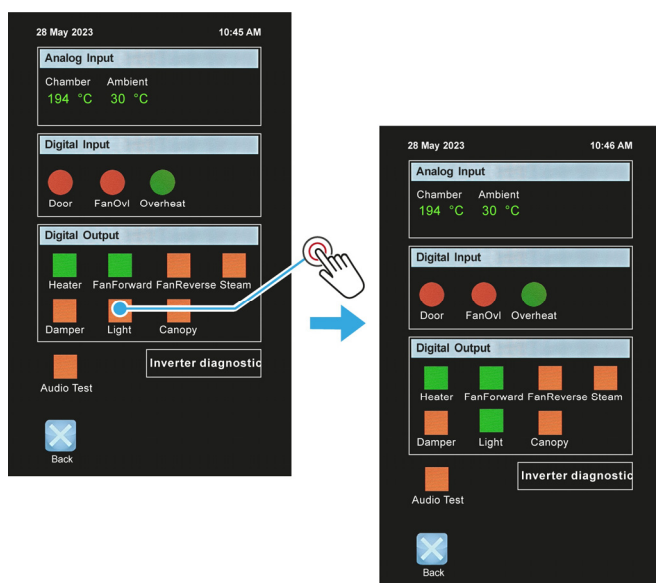 28 May 2023 10:45 AM
Analog Input
Chamber Ambient
194 °C 30 °C
Digital Input
Door FanOvl Overheat
Digital Output
Heater FanForward FanReverse Steam
Damper Light Canopy
Inverter diagnostic
Audio Test
Back
28 May 2023 10:46 AM
Analog Input
Chamber Ambient
194 °C 30 °C
Digital Input
Door FanOvl Overheat
Digital Output
Heater FanForward FanReverse Steam
Damper Light Canopy
Inverter diagnostic
Audio Test
Back